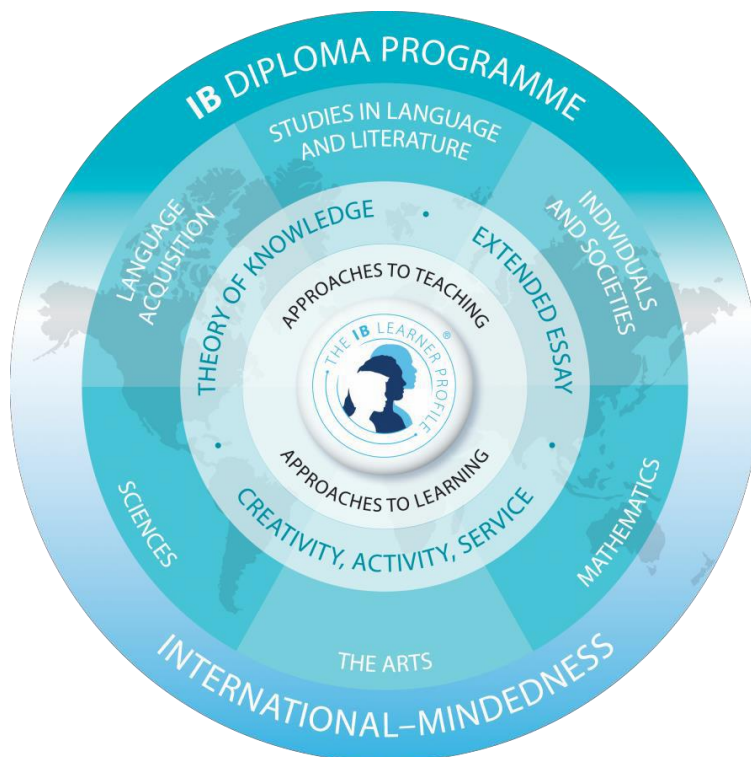 IB DIPLOMA PROGRAMME
STUDIES IN LANGUAGE
AND LITERATURE
LANGUAGE
ACQUISITION
INDIVIDUALS
AND SOCIETIES
THEORY OF KNOWLEDGE
•
EXTENDED ESSAY
APPROACHES TO TEACHING
• THE IB LEARNER PROFILE •
®
APPROACHES TO LEARNING
•
•
CREATIVITY, ACTIVITY, SERVICE
SCIENCES
MATHEMATICS
THE ARTS
INTERNATIONAL–MINDEDNESS